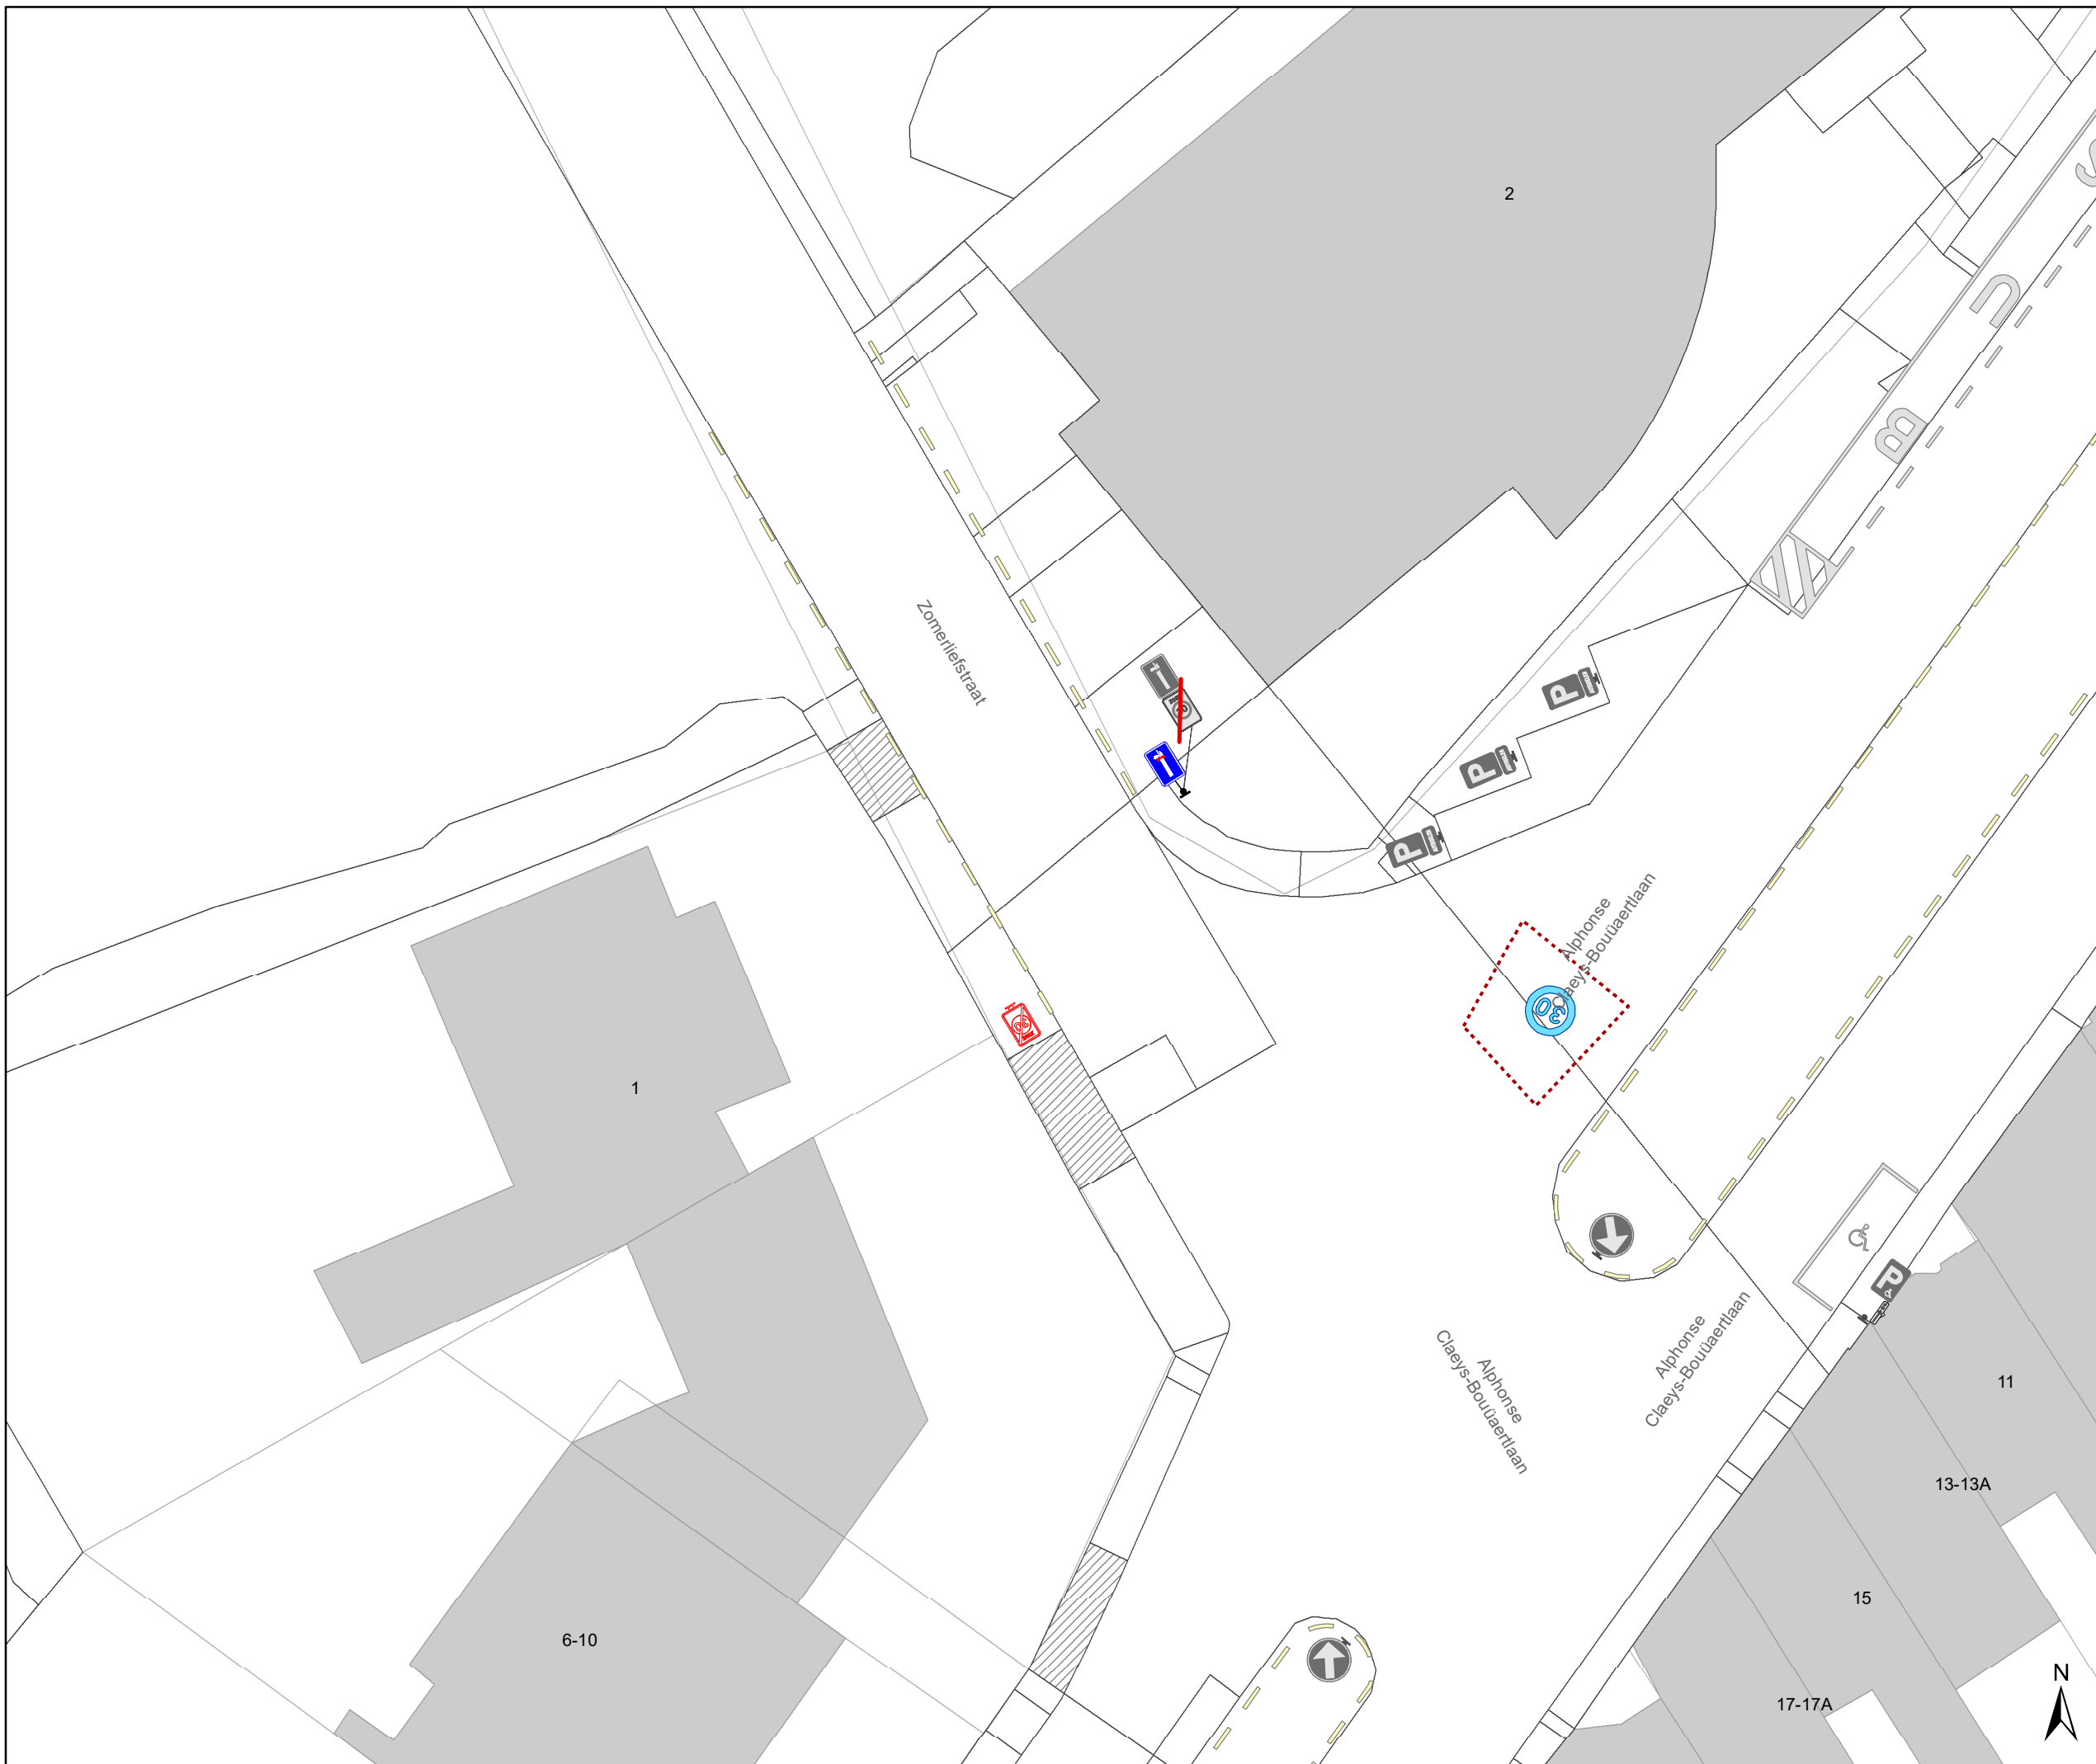 2
S
U
B
Zomerliefstraat
P
P
P
Alphonse
Claeys-Bouüaertlaan
30
1
P
11
Alphonse
Claeys-Bouüaertlaan
Alphonse
Claeys-Bouüaertlaan
13-13A
15
6-10
17-17A
N